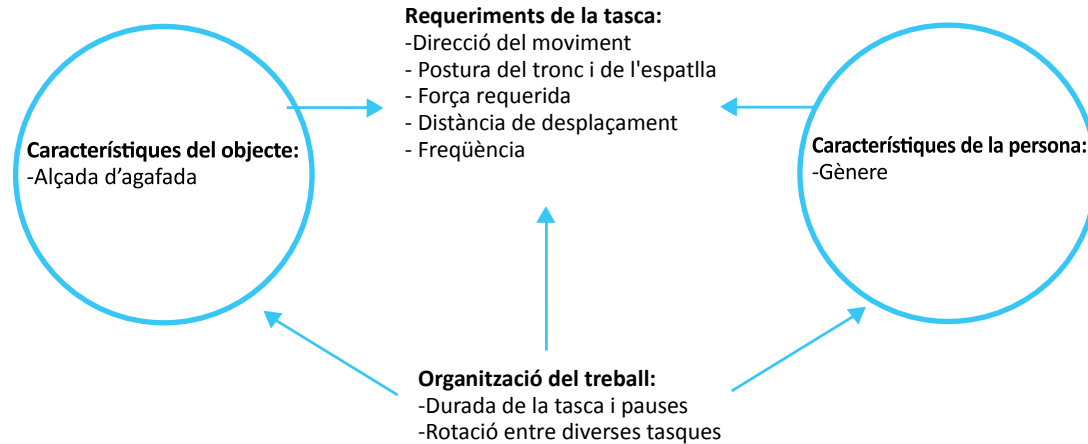 Requeriments de la tasca:
-Direcció del moviment
- Postura del tronc i de l'espatlla
- Força requerida
- Distància de desplaçament
- Freqüència
Característiques del objecte:
-Alçada d’agafada
Característiques de la persona:
-Gènere
Organització del treball:
-Durada de la tasca i pauses
-Rotació entre diverses tasques